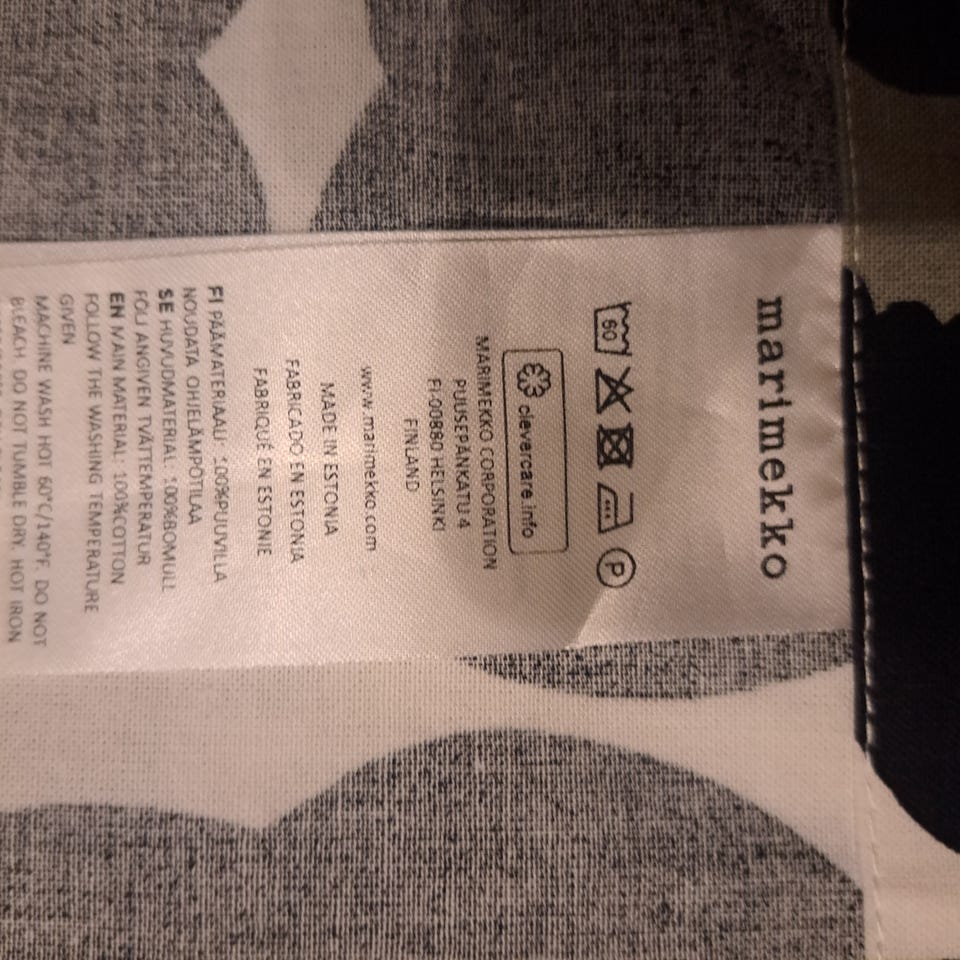 marimekko
60 P
clevercare.info
MARIMEKKO CORPORATION
PUUSEPÄNKATU 4
FI-00880 HELSINKI
FINLAND
www.marimekko.com
MADE IN ESTONIA
FABRICADO EN ESTONIA
FABRIQUÉ EN ESTONIE
FI PÄÄMATERIAALI: 100%PUUVILLA
NOUDATA OHJELÄMPÖTILAA
SE HUVUDMATERIAL: 100%BOMULL
FÖLJ ANGIVEN TVÄTTEMPERATUR
EN MAIN MATERIAL: 100%COTTON
FOLLOW THE WASHING TEMPERATURE
GIVEN
MACHINE WASH HOT 60°C/140°F. DO NOT
BLEACH. DO NOT TUMBLE DRY. HOT IRON